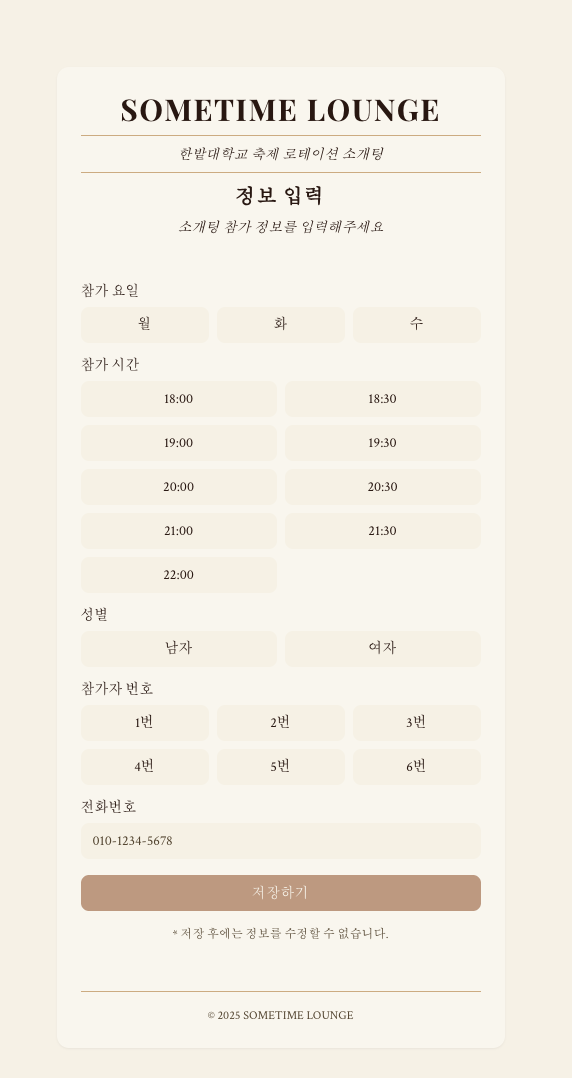 SOMETIME LOUNGE
한밭대학교 축제 로테이션 소개팅
정보 입력
소개팅 참가 정보를 입력해주세요
참가 요일
월 화 수
참가 시간
18:00 18:30
19:00 19:30
20:00 20:30
21:00 21:30
22:00
성별
남자 여자
참가자 번호
1번 2번 3번
4번 5번 6번
전화번호
010-1234-5678
저장하기
* 저장 후에는 정보를 수정할 수 없습니다.
© 2025 SOMETIME LOUNGE